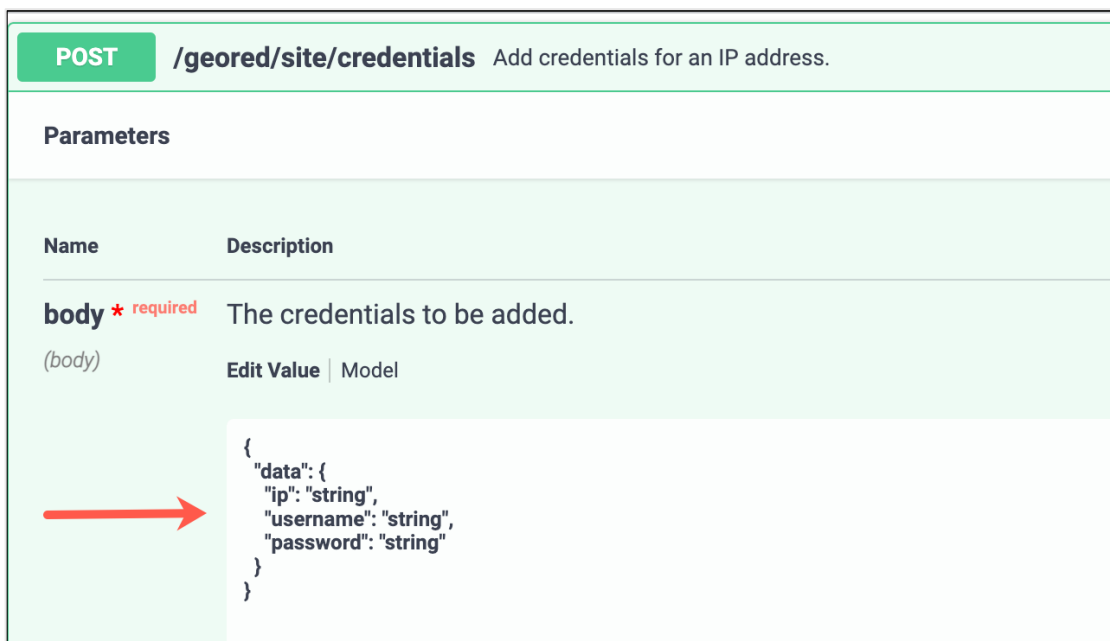 POST /geored/site/credentials Add credentials for an IP address.
Parameters
Name Description
body * required The credentials to be added.
(body)
Edit Value | Model
{
"data": {
"ip": "string",
"username": "string",
"password": "string"
}
}